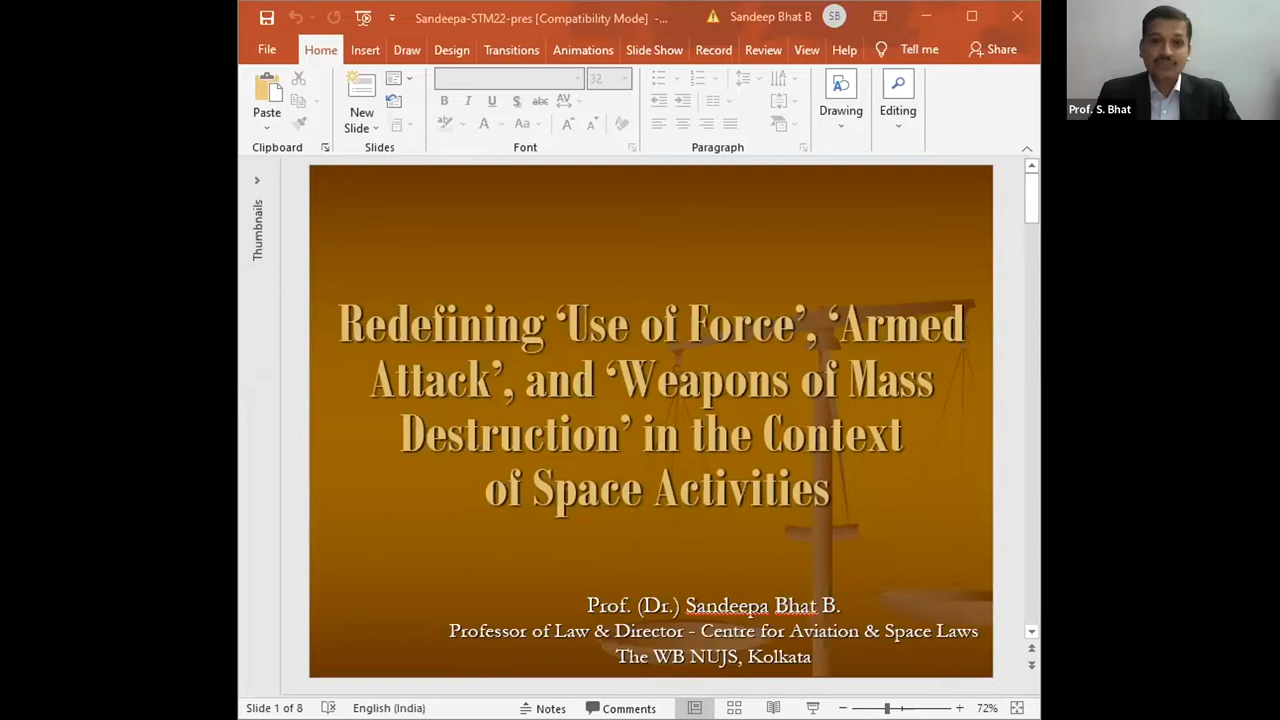 Sandeepa-STM22-pres [Compatibility Mode] -...
Sandeep Bhat B
SB
File
Home
Insert
Draw
Design
Transitions
Animations
Slide Show
Record
Review
View
Help
Tell me
Share
Prof. S. Bhat
32
Paste
New
Slide
B I U S abc AV
Aa A A
Drawing
Editing
Clipboard
Slides
Font
Paragraph
Thumbnails
Redefining ‘Use of Force’, ‘Armed
Attack’, and ‘Weapons of Mass
Destruction’ in the Context
of Space Activities
Prof. (Dr.) Sandeepa Bhat B.
Professor of Law & Director - Centre for Aviation & Space Laws
The WB NUJS, Kolkata
Slide 1 of 8
English (India)
Notes
Comments
72%